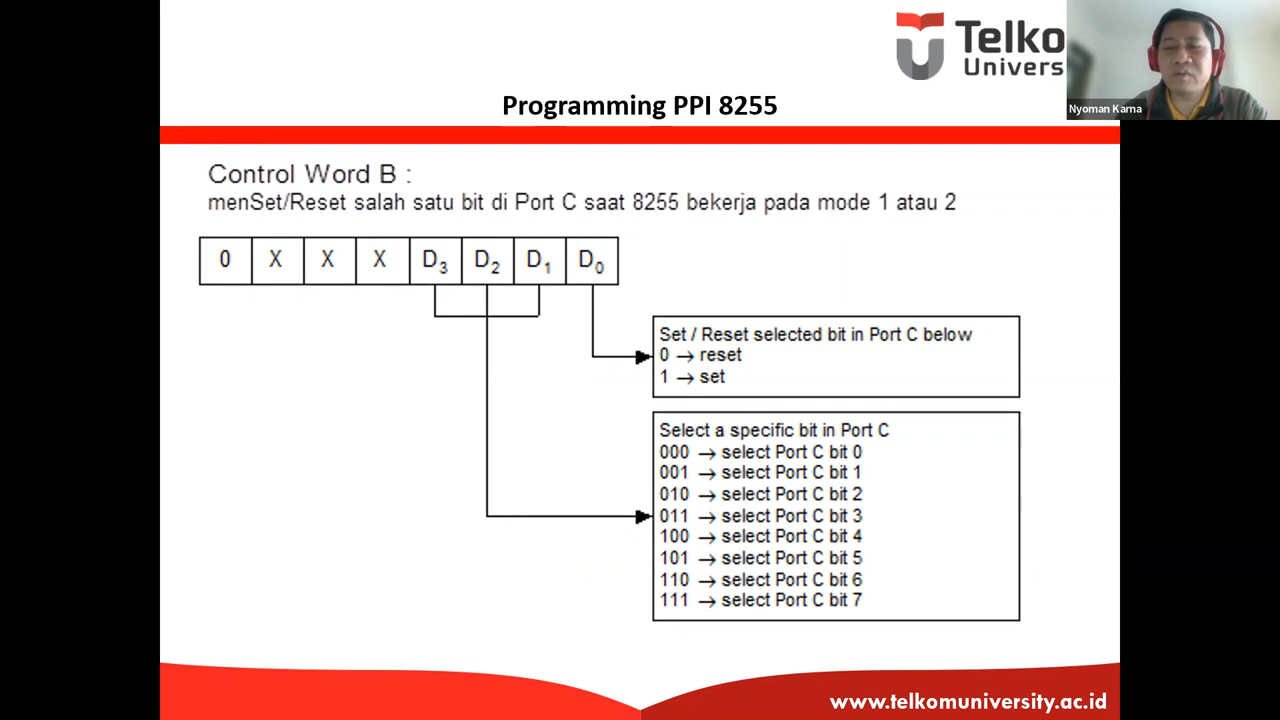 Telko
Univers
Nyoman Karna
Programming PPI 8255
Control Word B :
menSet/Reset salah satu bit di Port C saat 8255 bekerja pada mode 1 atau 2
0 X X X D3 D2 D1 D0
Set / Reset selected bit in Port C below
0 → reset
1 → set
Select a specific bit in Port C
000 → select Port C bit 0
001 → select Port C bit 1
010 → select Port C bit 2
011 → select Port C bit 3
100 → select Port C bit 4
101 → select Port C bit 5
110 → select Port C bit 6
111 → select Port C bit 7
www.telkomuniversity.ac.id